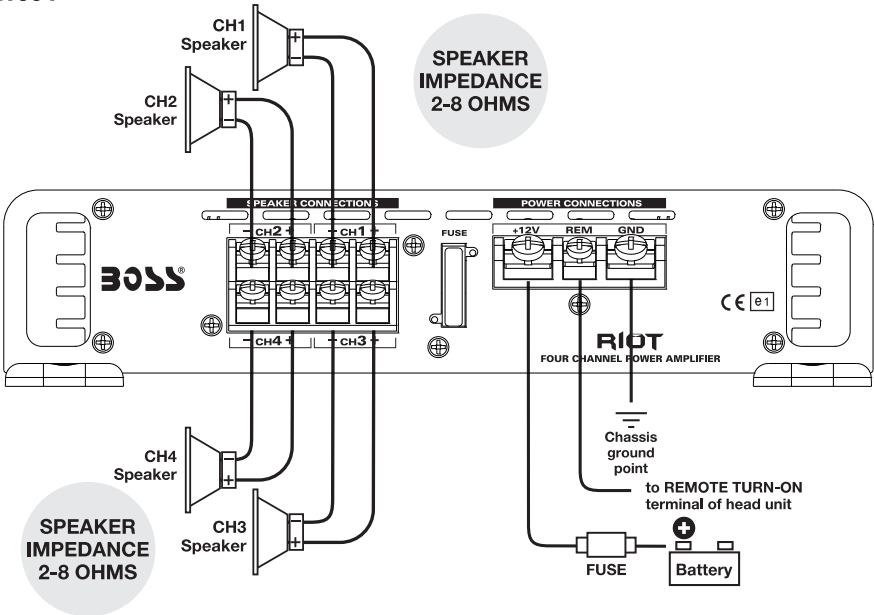 CH1
Speaker
SPEAKER
IMPEDANCE
2-8 OHMS
CH2
Speaker
SPEAKER CONNECTIONS
POWER CONNECTIONS
- CH2 +
- CH1 +
FUSE
+12V
REM
GND
BOSS®
CE
e1
- CH4 +
- CH3 +
RIOT
FOUR CHANNEL POWER AMPLIFIER
Chassis
ground
point
CH4
Speaker
to REMOTE TURN-ON
terminal of head unit
SPEAKER
IMPEDANCE
2-8 OHMS
CH3
Speaker
FUSE
Battery